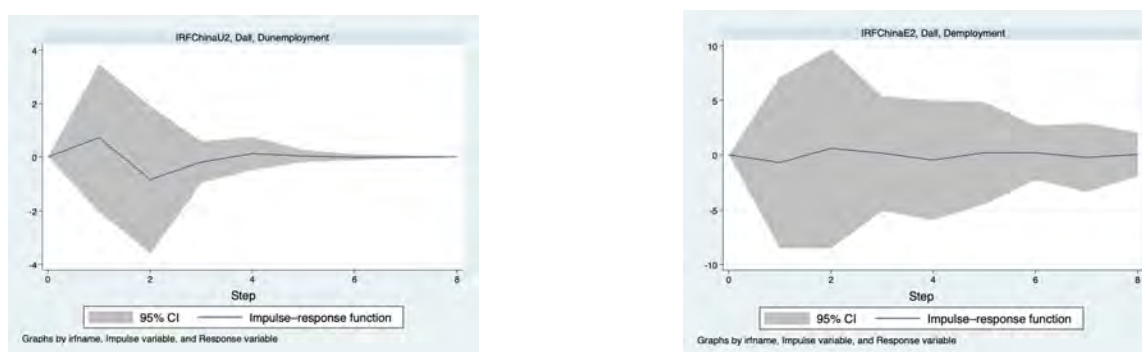 IRFChinaU2, Dall, Dunemployment
4
2
0
-2
-4
0 2 4 6 8
Step
95% CI Impulse-response function
Graphs by irfname, Impulse variable, and Response variable
IRFChinaE2, Dall, Demployment
10
5
0
-5
-10
0 2 4 6 8
Step
95% CI Impulse-response function
Graphs by irfname, Impulse variable, and Response variable